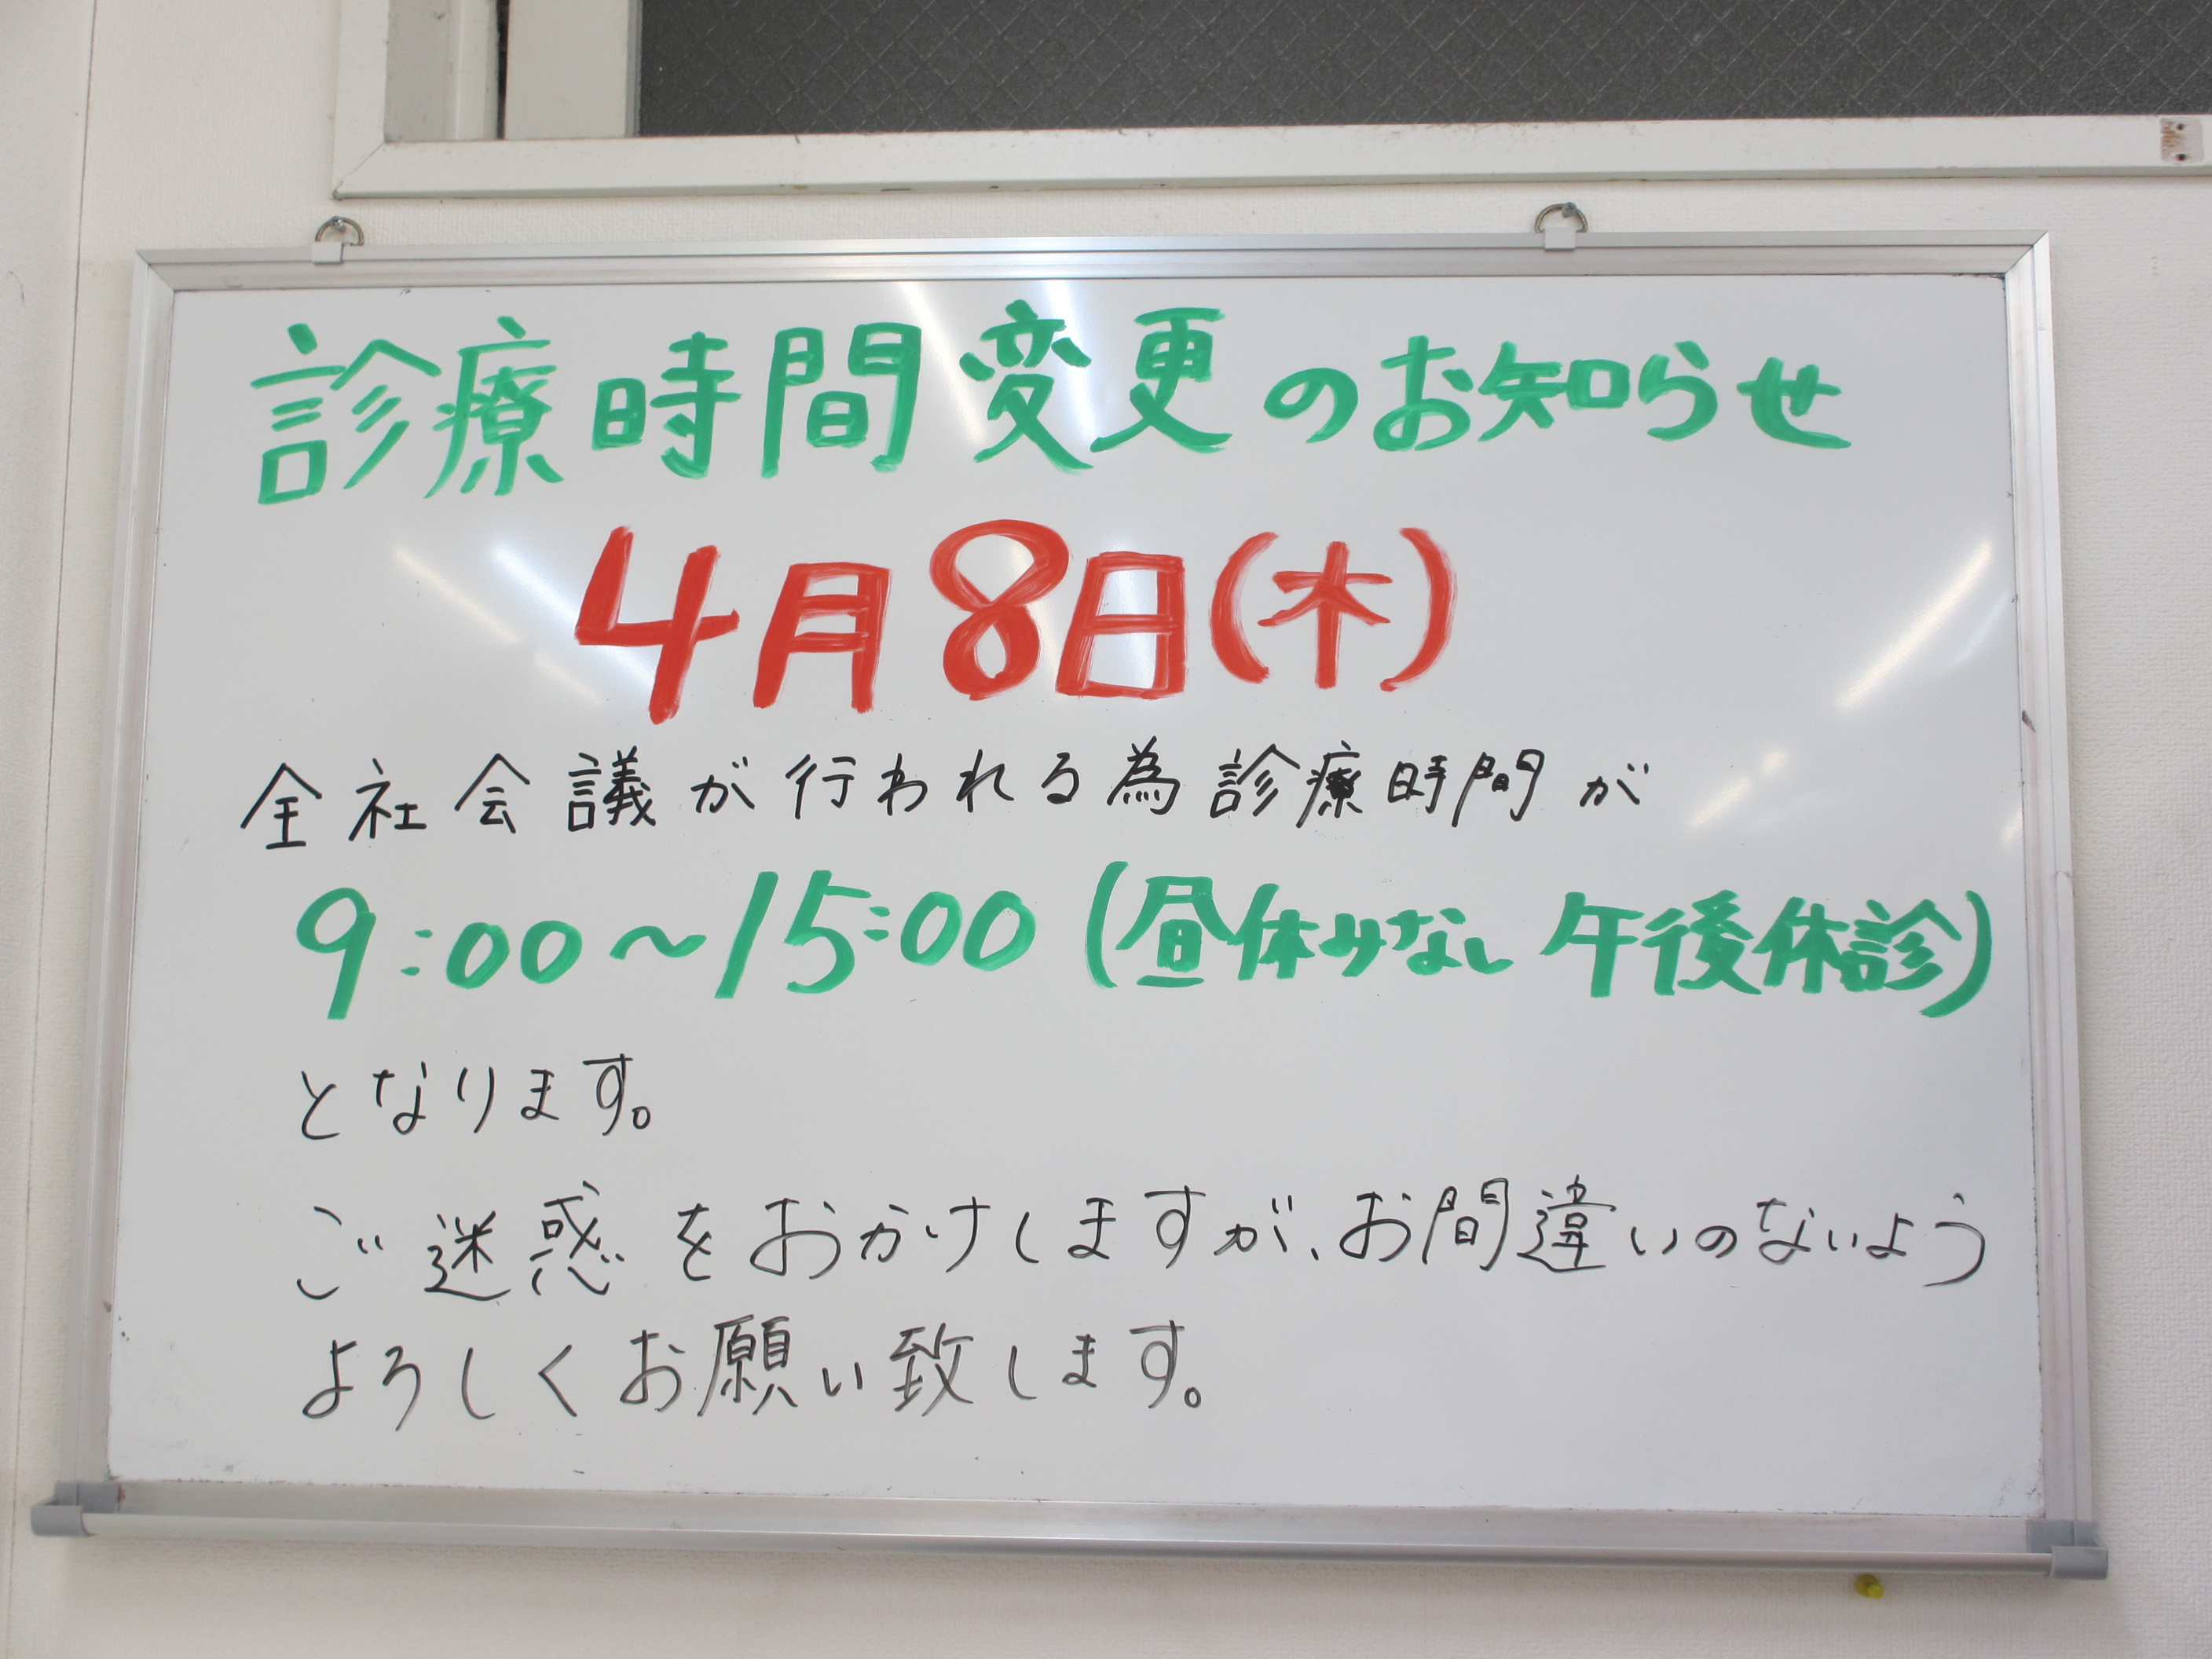 診療時間変更のお知らせ
4月8日(木)
全社会議が行われる為診療時間が
9:00～15:00(昼休みなし 午後休診)
となります。
ご迷惑をおかけしますが、お間違いのないよう
よろしくお願い致します。